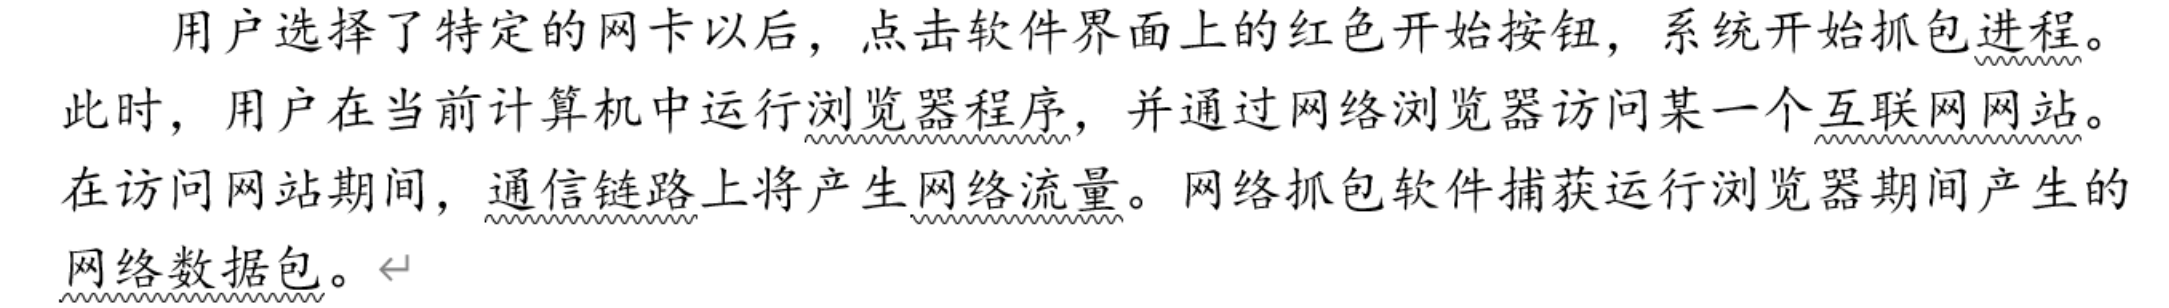 用户选择了特定的网卡以后，点击软件界面上的红色开始按钮，系统开始抓包进程。
此时，用户在当前计算机中运行浏览器程序，并通过网络浏览器访问某一个互联网网站。
在访问网站期间，通信链路上将产生网络流量。网络抓包软件捕获运行浏览器期间产生的
网络数据包。↵